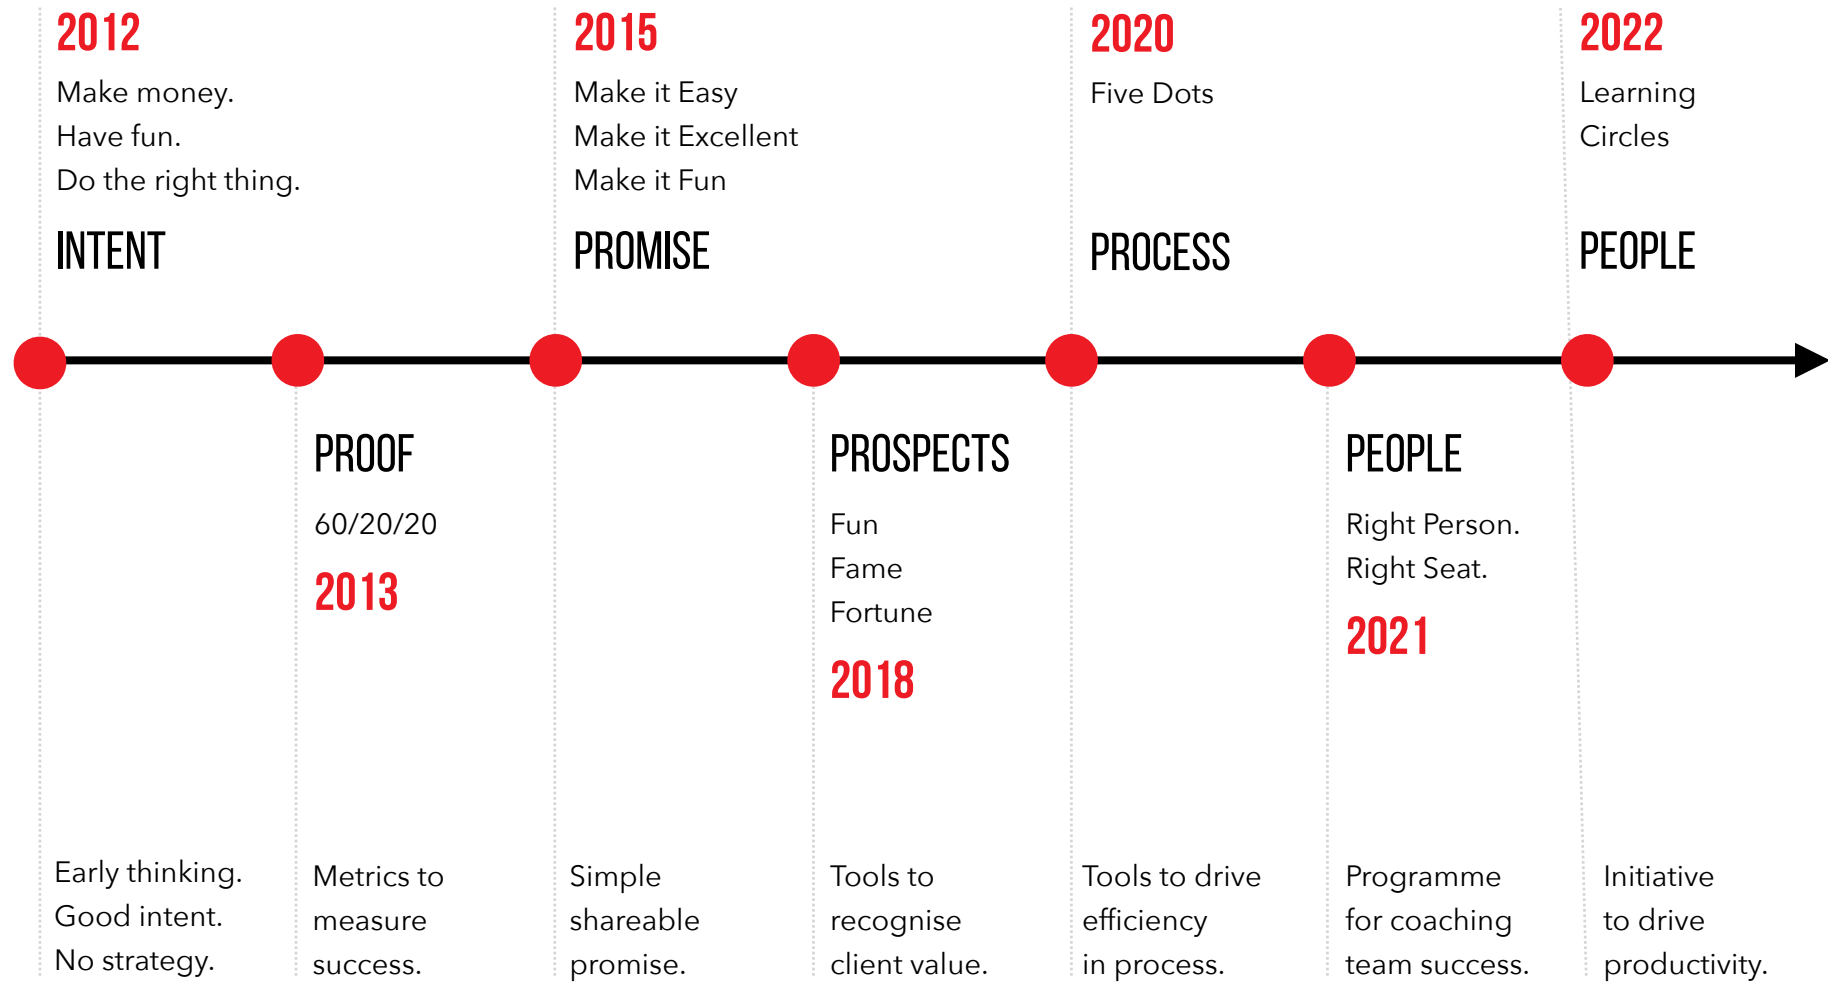 2012
Make money.
Have fun.
Do the right thing.
INTENT
2015
Make it Easy
Make it Excellent
Make it Fun
PROMISE
2020
Five Dots
PROCESS
2022
Learning
Circles
PEOPLE
PROOF
60/20/20
2013
PROSPECTS
Fun
Fame
Fortune
2018
PEOPLE
Right Person.
Right Seat.
2021
Early thinking.
Good intent.
No strategy.
Metrics to
measure
success.
Simple
shareable
promise.
Tools to
recognise
client value.
Tools to drive
efficiency
in process.
Programme
for coaching
team success.
Initiative
to drive
productivity.